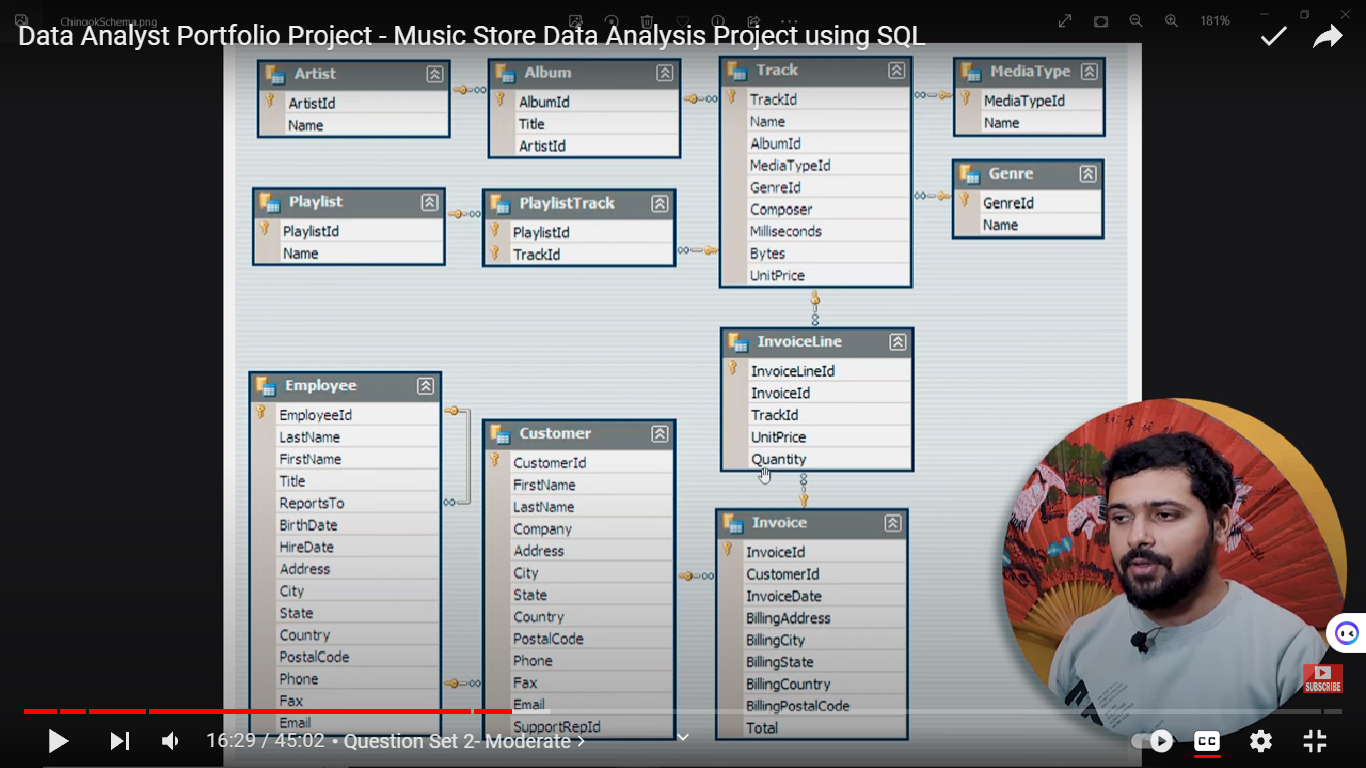 ChinookSchema.png
181%
Data Analyst Portfolio Project - Music Store Data Analysis Project using SQL
Artist
ArtistId
Name
Album
AlbumId
Title
ArtistId
Track
TrackId
Name
AlbumId
MediaTypeId
GenreId
Composer
Milliseconds
Bytes
UnitPrice
MediaType
MediaTypeId
Name
Genre
GenreId
Name
Playlist
PlaylistId
Name
PlaylistTrack
PlaylistId
TrackId
InvoiceLine
InvoiceLineId
InvoiceId
TrackId
UnitPrice
Quantity
Employee
EmployeeId
LastName
FirstName
Title
ReportsTo
BirthDate
HireDate
Address
City
State
Country
PostalCode
Phone
Fax
Email
Customer
CustomerId
FirstName
LastName
Company
Address
City
State
Country
PostalCode
Phone
Fax
Email
SupportRepId
Invoice
InvoiceId
CustomerId
InvoiceDate
BillingAddress
BillingCity
BillingState
BillingCountry
BillingPostalCode
Total
SUBSCRIBE
16:29 / 45:02 • Question Set 2- Moderate
CC